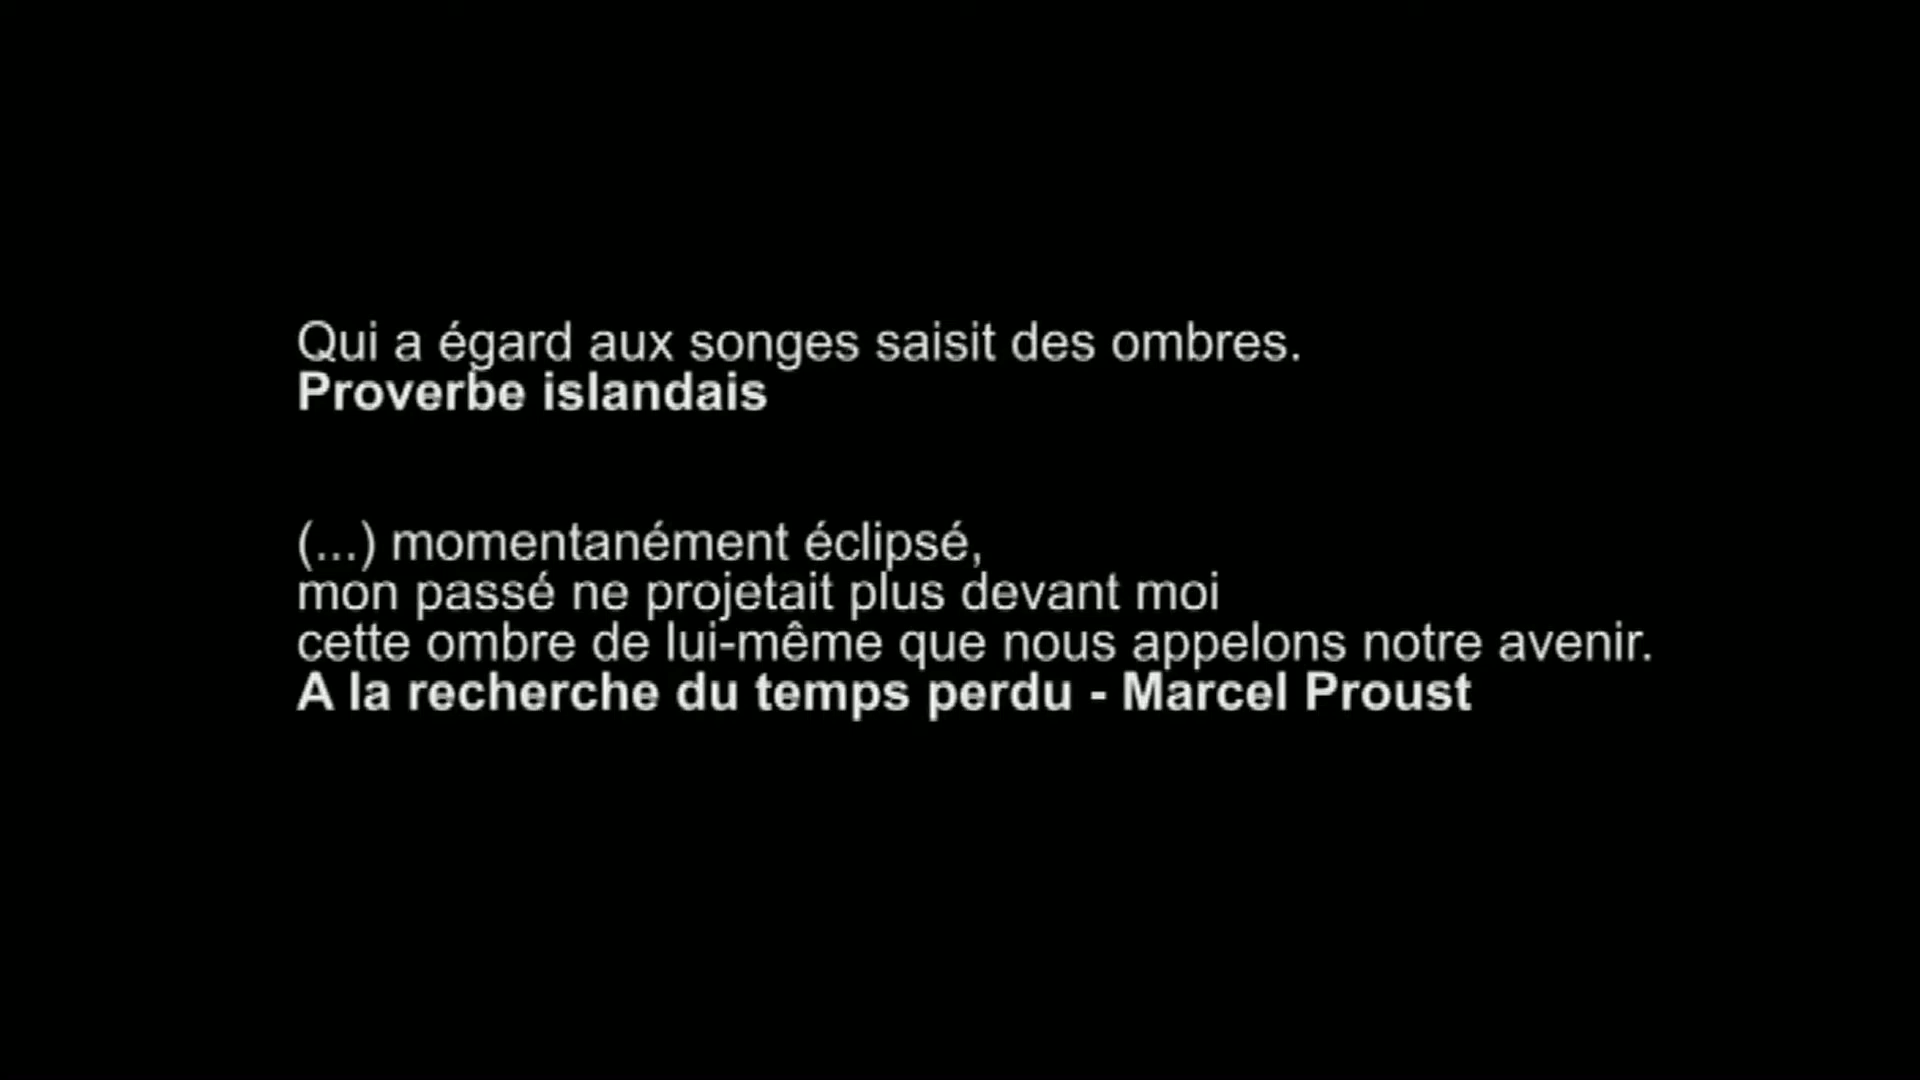 Qui a égard aux songes saisit des ombres.
Proverbe islandais
(...) momentanément éclipsé,
mon passé ne projetait plus devant moi
cette ombre de lui-même que nous appelons notre avenir.
A la recherche du temps perdu - Marcel Proust